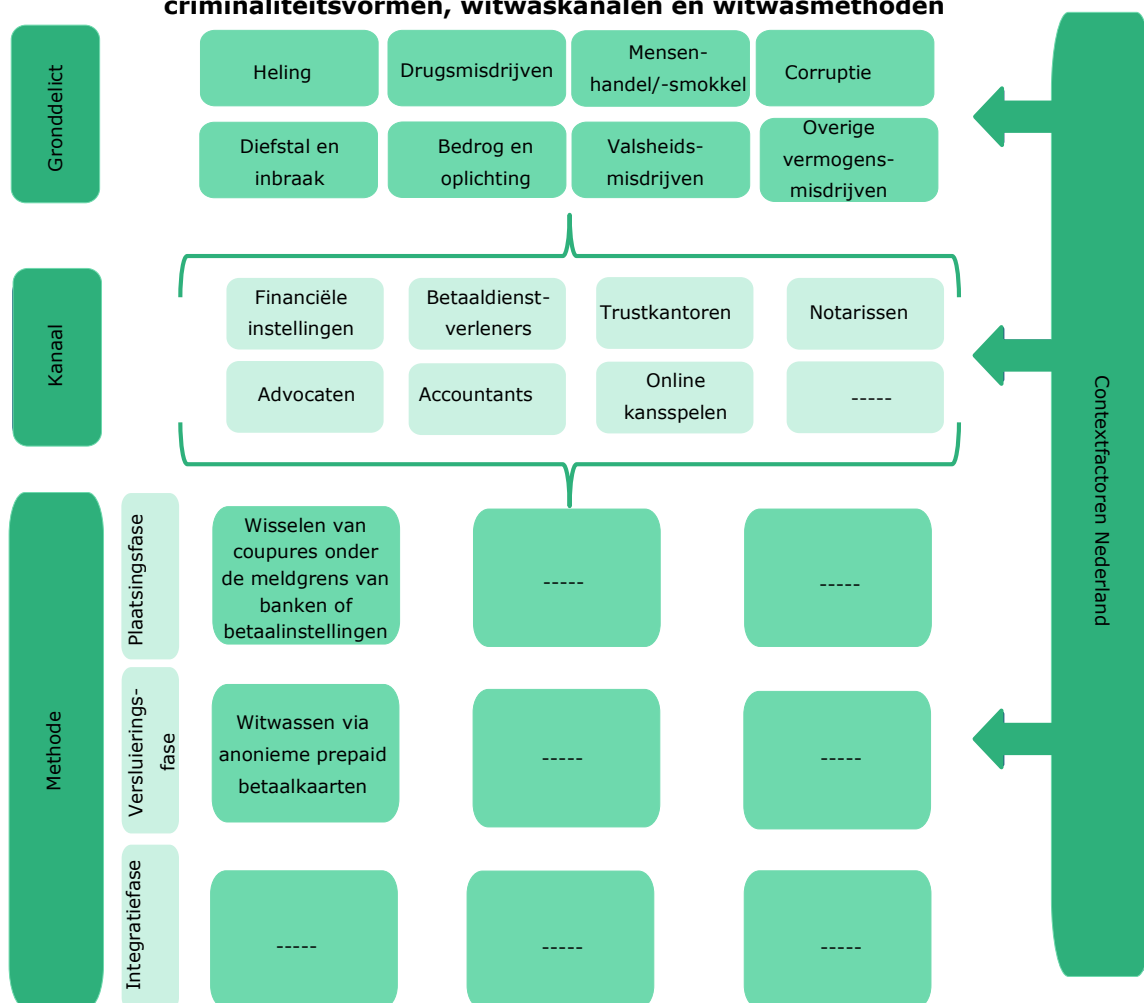 criminaliteitsvormen, witwaskanalen en witwasmethoden
Gronddelict
Heling
Drugsmisdrijven
Mensen-
handel/-smokkel
Corruptie
Diefstal en
inbraak
Bedrog en
oplichting
Valsheids-
misdrijven
Overige
vermogens-
misdrijven
Kanaal
Financiële
instellingen
Betaaldienst-
verleners
Trustkantoren
Notarissen
Advocaten
Accountants
Online
kansspelen
-----
Contextfactoren Nederland
Methode
Plaatsingsfase
Wisselen van
coupures onder
de meldgrens van
banken of
betaalinstellingen
-----
-----
Versluierings-
fase
Witwassen via
anonieme prepaid
betaalkaarten
-----
-----
Integratiefase
-----
-----
-----